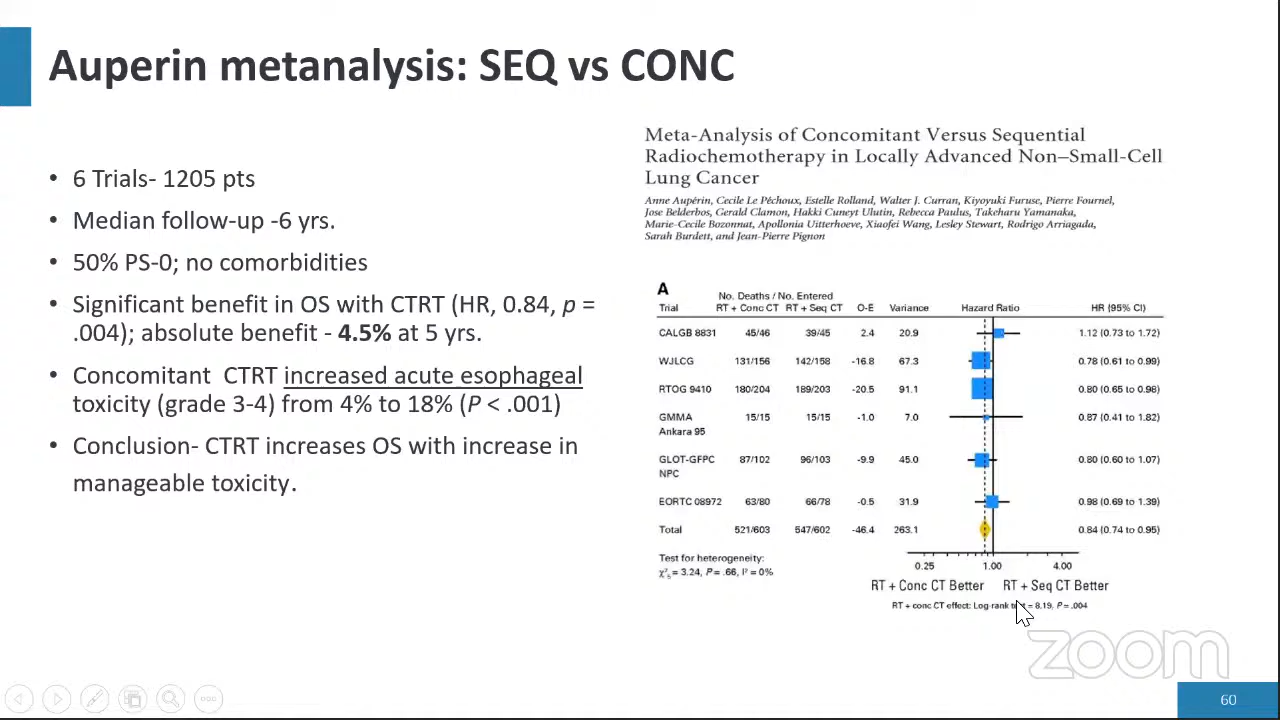 Auperin metanalysis: SEQ vs CONC
• 6 Trials- 1205 pts
• Median follow-up -6 yrs.
• 50% PS-0; no comorbidities
• Significant benefit in OS with CTRT (HR, 0.84, p =
.004); absolute benefit - 4.5% at 5 yrs.
• Concomitant CTRT increased acute esophageal
toxicity (grade 3-4) from 4% to 18% (P < .001)
• Conclusion- CTRT increases OS with increase in
manageable toxicity.
Meta-Analysis of Concomitant Versus Sequential
Radiochemotherapy in Locally Advanced Non–Small-Cell
Lung Cancer
Anne Aupérin, Cecile Le Péchoux, Estelle Rolland, Walter J. Curran, Kiyoyuki Furuse, Pierre Fournel,
Jose Belderbos, Gerald Clamon, Hakki Cuneyt Ulutin, Rebecca Paulus, Takeharu Yamanaka,
Marie-Cecile Bozonnat, Apollonia Uitterhoeve, Xiaofei Wang, Lesley Stewart, Rodrigo Arriagada,
Sarah Burdett, and Jean-Pierre Pignon
A
No. Deaths / No. Entered
Trial RT + Conc CT RT + Seq CT O-E Variance Hazard Ratio HR (95% CI)
CALGB 8831 45/46 39/45 2.4 20.9 1.12 (0.73 to 1.72)
WJLCG 131/156 142/158 -16.8 67.3 0.78 (0.61 to 0.99)
RTOG 9410 180/204 189/203 -20.5 91.1 0.80 (0.65 to 0.98)
GMMA 15/15 15/15 -1.0 7.0 0.87 (0.41 to 1.82)
Ankara 95
GLOT-GFPC 87/102 96/103 -9.9 45.0 0.80 (0.60 to 1.07)
NPC
EORTC 08972 63/80 66/78 -0.5 31.9 0.98 (0.69 to 1.39)
Total 521/603 547/602 -46.4 263.1 0.84 (0.74 to 0.95)
Test for heterogeneity:
χ²₅ = 3.24, P = .66, I² = 0%
0.25 1.00 4.00
RT + Conc CT Better RT + Seq CT Better
RT + conc CT effect: Log-rank = 8.19, P = .004
zoom
60